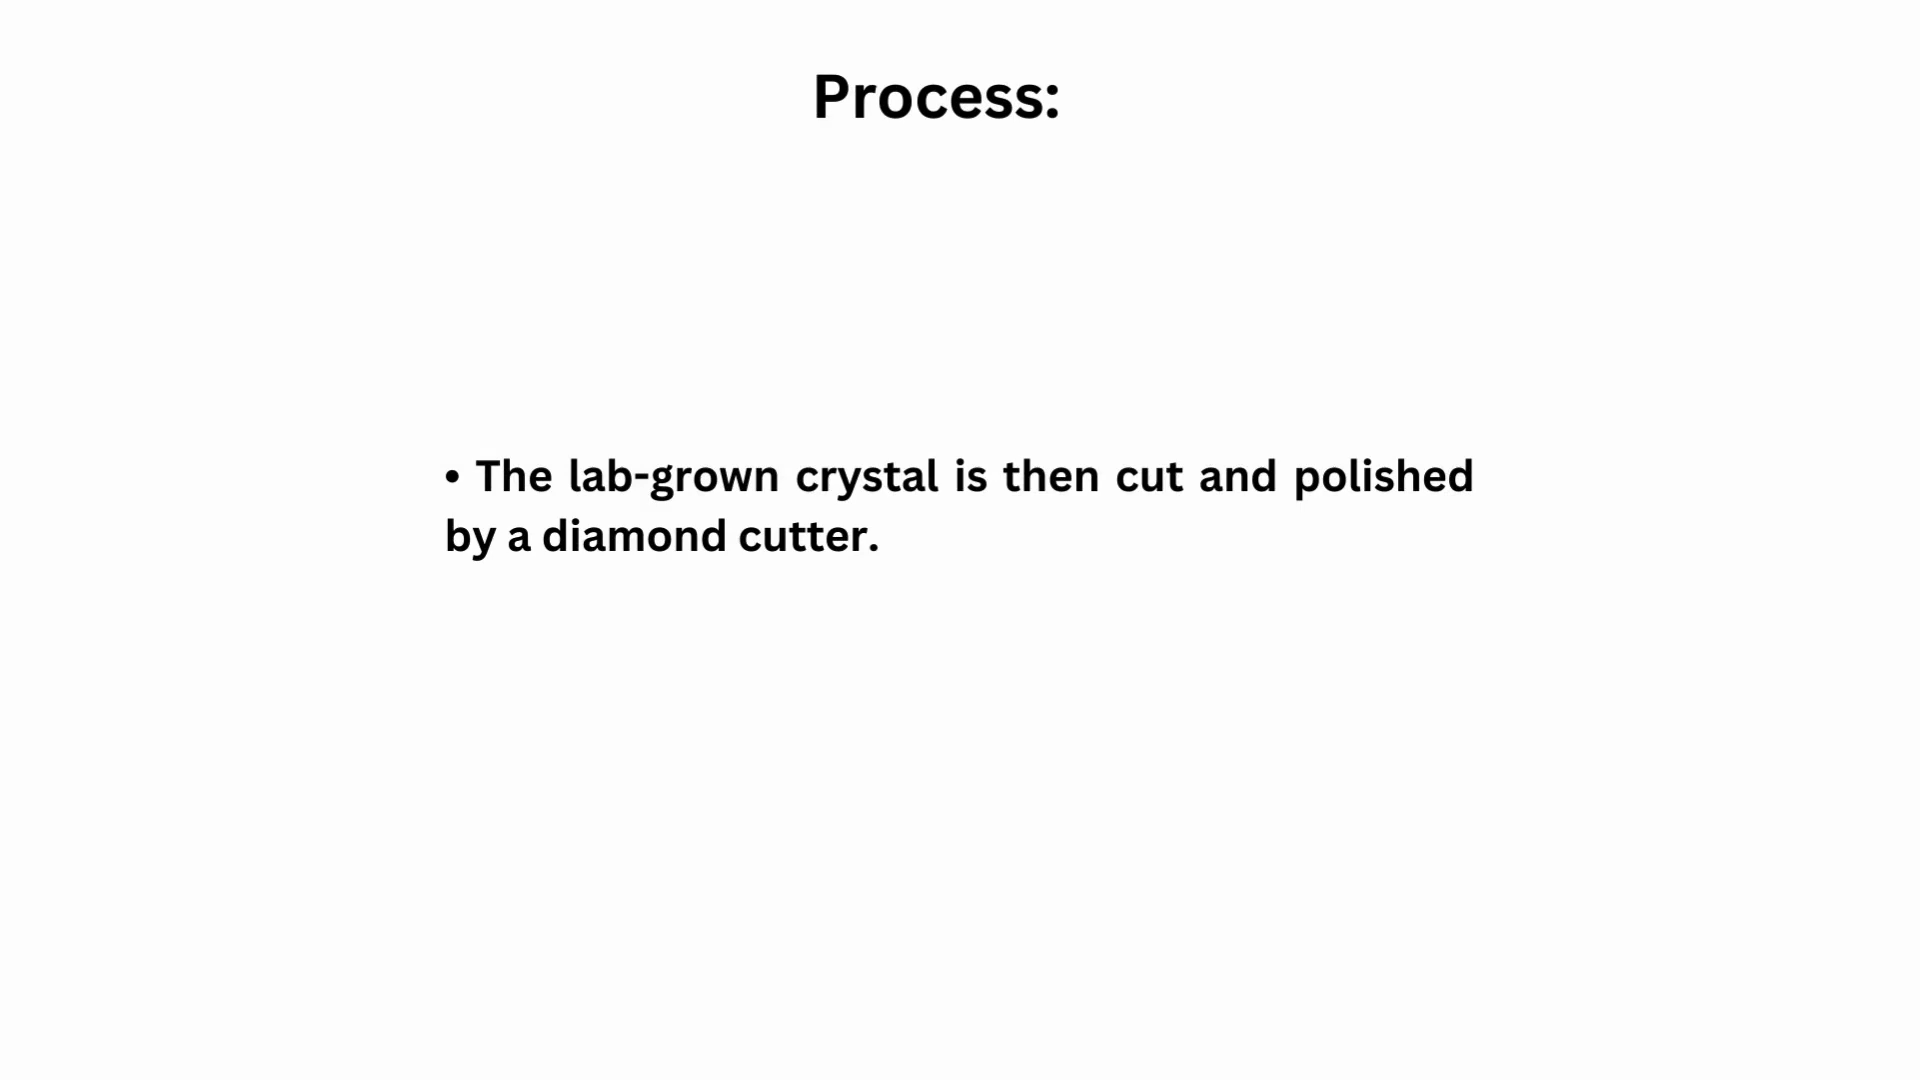 Process:
• The lab-grown crystal is then cut and polished
by a diamond cutter.